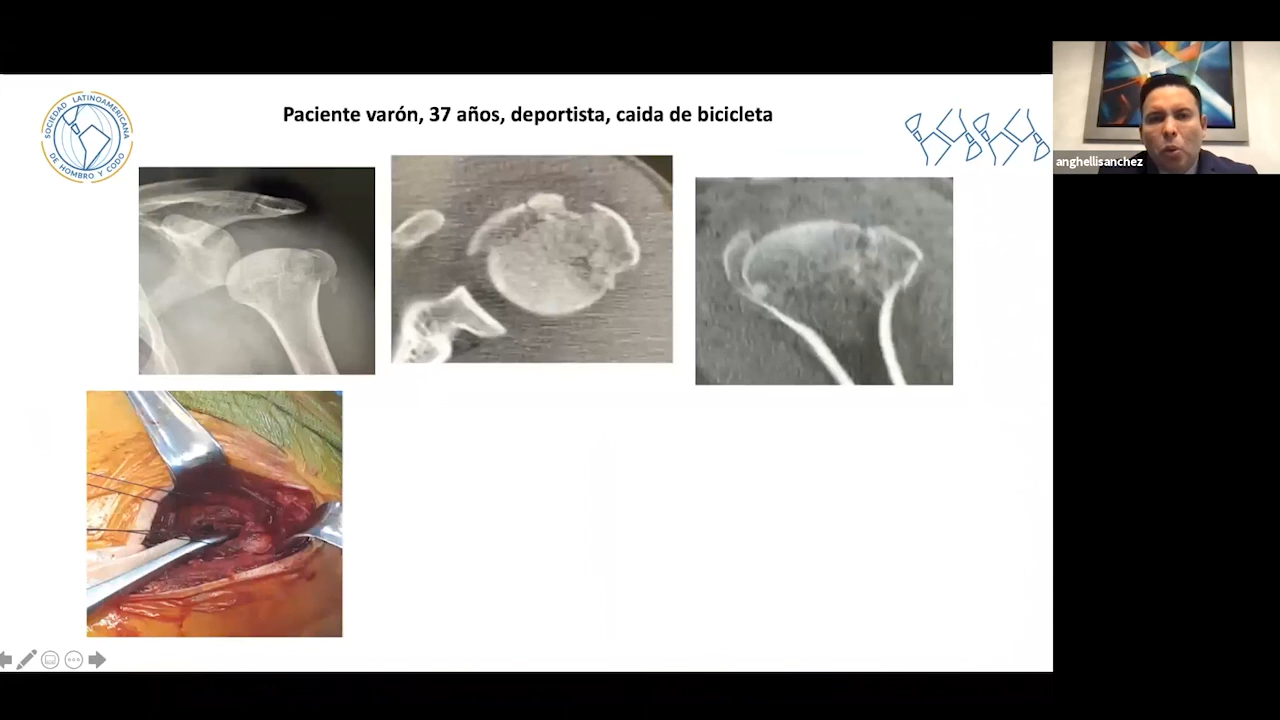 Paciente varón, 37 años, deportista, caida de bicicleta
SOCIEDAD LATINOAMERICANA
DE HOMBRO Y CODO
anghellisanchez